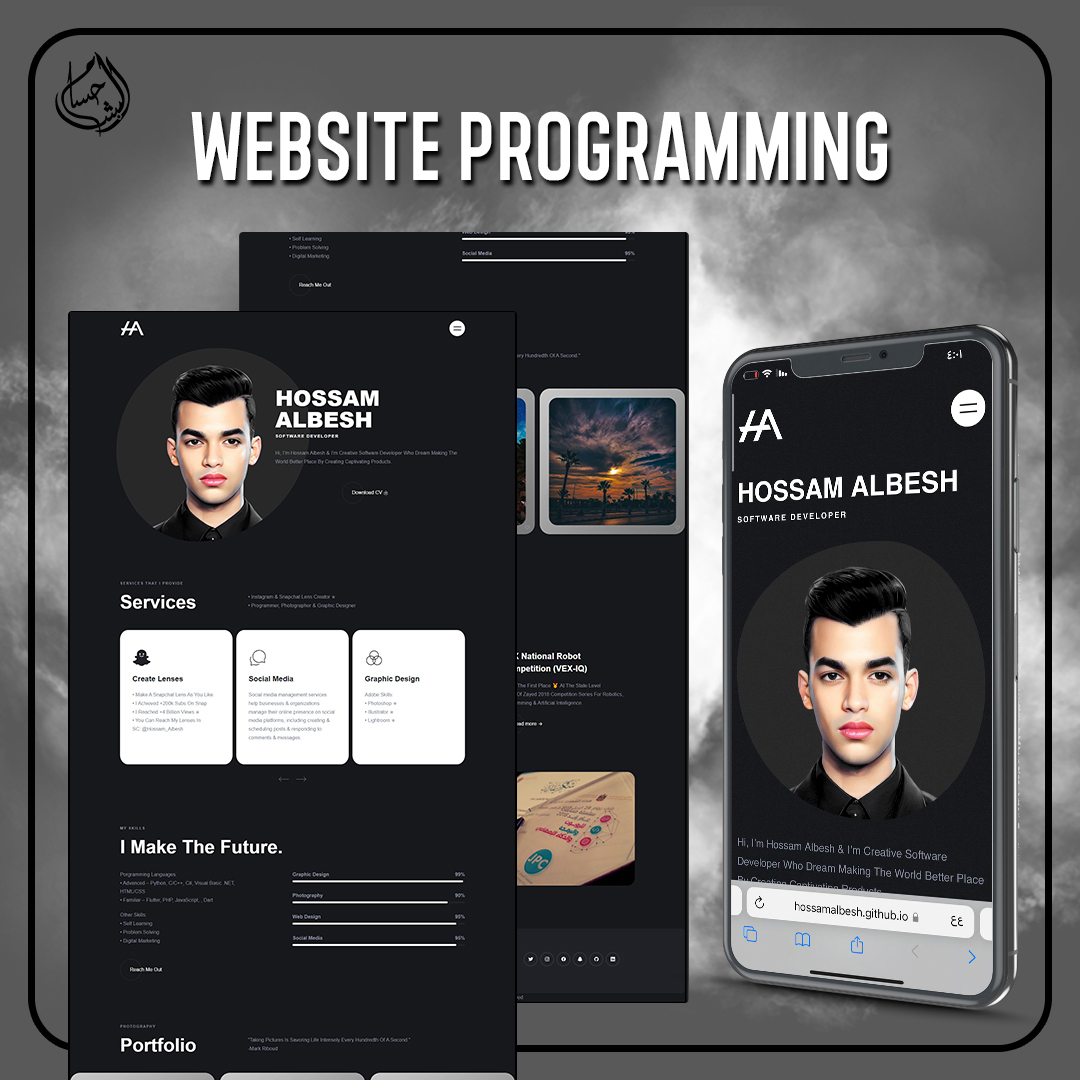 حسام البش
WEBSITE PROGRAMMING
• Self Learning
• Problem Solving
• Digital Marketing
Social Media 95%
Reach Me Out
HA
HOSSAM
ALBESH
SOFTWARE DEVELOPER
Hi, I'm Hossam Albesh & I'm Creative Software Developer Who Dream Making The
World Better Place By Creating Captivating Products.
Download CV
SERVICES THAT I PROVIDE
Services
• Instagram & Snapchat Lens Creator
• Programmer, Photographer & Graphic Designer
Create Lenses
• Make A Snapchat Lens As You Like
• I Achieved +200k Subs On Snap
• I Reached +4 Billion Views
• You Can Reach My Lenses In
SC: @Hossam_Albesh
Social Media
Social media management services
help businesses & organizations
manage their online presence on social
media platforms, including creating &
scheduling posts & responding to
comments & messages.
Graphic Design
Adobe Skills:
• Photoshop
• Illustrator
• Lightroom
MY SKILLS
I Make The Future.
Programming Languages
• Advanced – Python, C/C++, C#, Visual Basic .NET,
HTML/CSS
• Familiar – Flutter, PHP, JavaScript, , Dart
Other Skills
• Self Learning
• Problem Solving
• Digital Marketing
Reach Me Out
Graphic Design 99%
Photography 90%
Web Design 95%
Social Media 95%
PHOTOGRAPHY
Portfolio
"Taking Pictures Is Savoring Life Intensely Every Hundredth Of A Second."
-Mark Riboud
ery Hundredth Of A Second."
National Robot
mpetition (VEX-IQ)
The First Place At The State Level
Of Zayed 2018 Competition Series For Robotics,
mming & Artificial Intelligence
ead more →
JPC
٤:٠١
HA
HOSSAM ALBESH
SOFTWARE DEVELOPER
Hi, I'm Hossam Albesh & I'm Creative Software
Developer Who Dream Making The World Better Place
By Creating Captivating Products.
hossamalbesh.github.io
ع ع